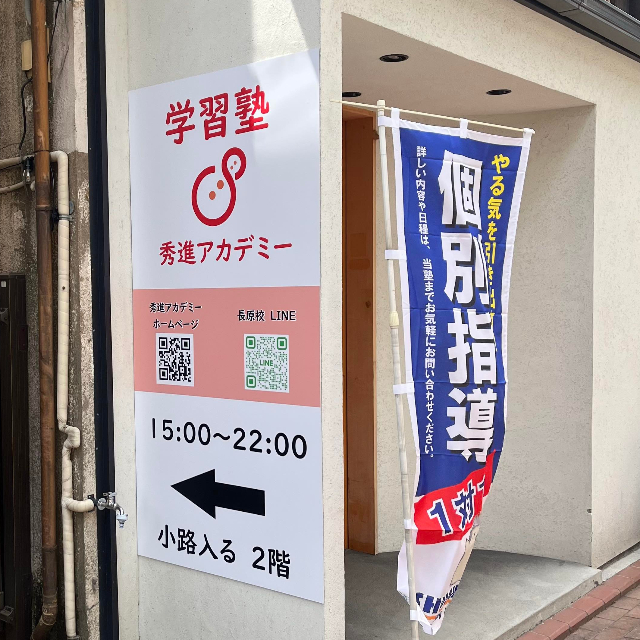 学習塾
秀進アカデミー
秀進アカデミー
ホームページ
長原校 LINE
LINE
15:00～22:00
小路入る 2階
やる気を引き
個別指導
詳しい内容や日程は、当塾までお気軽にお問い合わせください。
1対